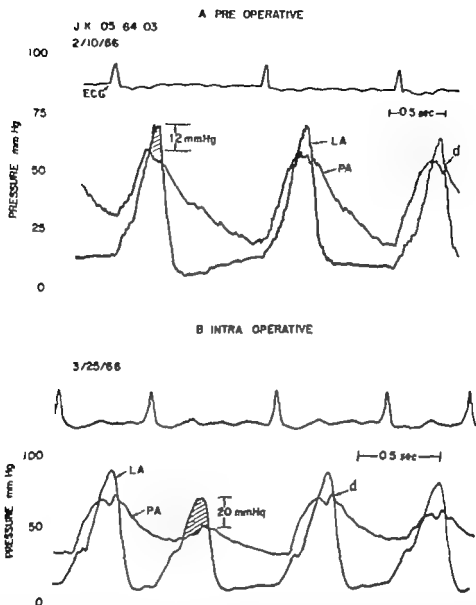 A PRE OPERATIVE
J K 05 64 03
2/10/66
100
ECG
75
0.5 sec
12 mmHg
LA
d
PA
50
PRESSURE mm Hg
25
0
B INTRA OPERATIVE
3/25/66
100
0.5 sec
LA
d
PA
20 mmHg
50
PRESSURE mm Hg
0